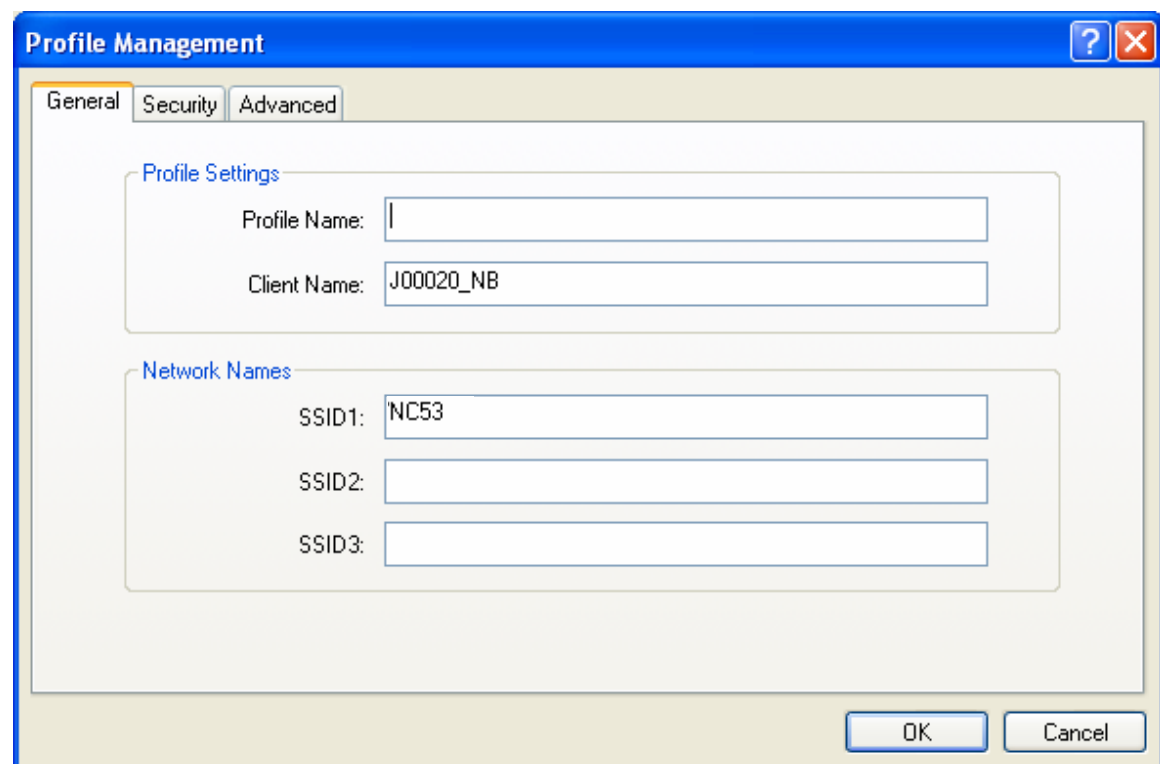 Profile Management
General Security Advanced
Profile Settings
Profile Name:
Client Name: J00020_NB
Network Names
SSID1: 'NC53
SSID2:
SSID3:
OK Cancel